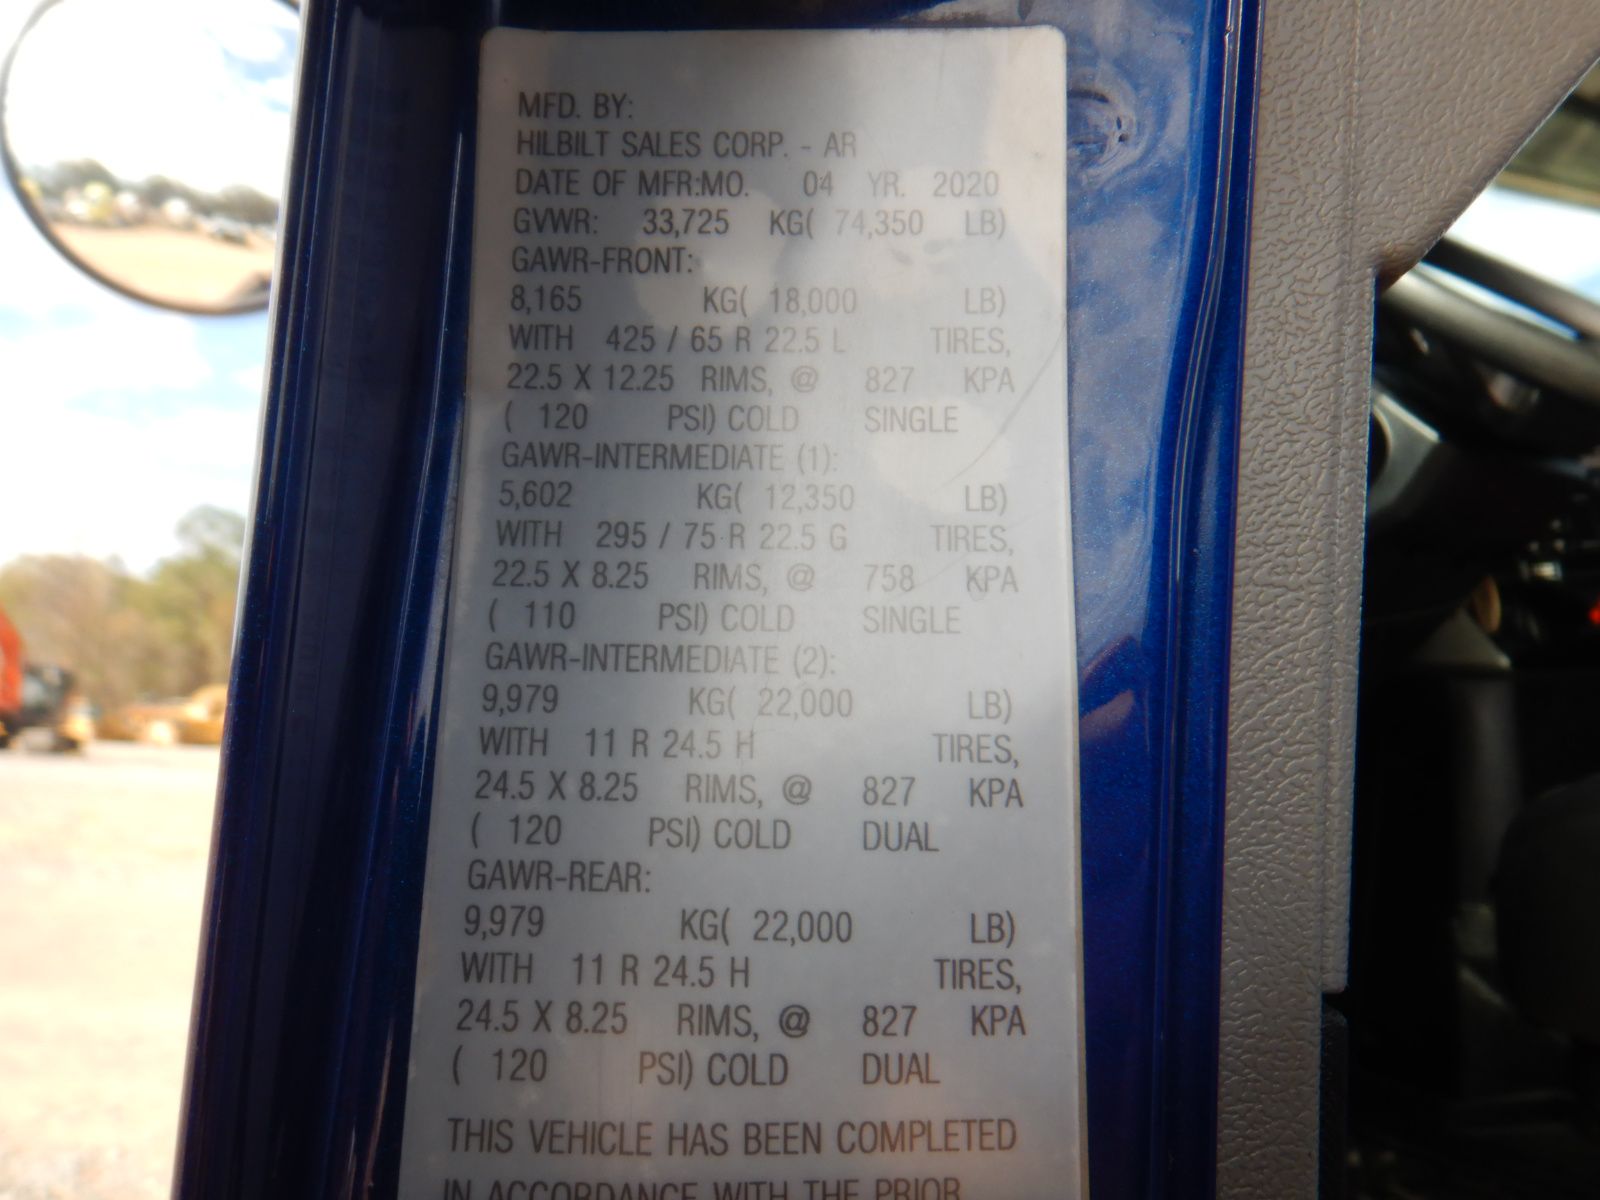 MFD. BY:
HILBILT SALES CORP. - AR
DATE OF MFR:MO. 04 YR. 2020
GVWR: 33,725 KG( 74,350 LB)
GAWR-FRONT:
8,165 KG( 18,000 LB)
WITH 425 / 65 R 22.5 L TIRES,
22.5 X 12.25 RIMS, @ 827 KPA
( 120 PSI) COLD SINGLE
GAWR-INTERMEDIATE (1):
5,602 KG( 12,350 LB)
WITH 295 / 75 R 22.5 G TIRES,
22.5 X 8.25 RIMS, @ 758 KPA
( 110 PSI) COLD SINGLE
GAWR-INTERMEDIATE (2):
9,979 KG( 22,000 LB)
WITH 11 R 24.5 H TIRES,
24.5 X 8.25 RIMS, @ 827 KPA
( 120 PSI) COLD DUAL
GAWR-REAR:
9,979 KG( 22,000 LB)
WITH 11 R 24.5 H TIRES,
24.5 X 8.25 RIMS, @ 827 KPA
( 120 PSI) COLD DUAL
THIS VEHICLE HAS BEEN COMPLETED
IN ACCORDANCE WITH THE PRIOR